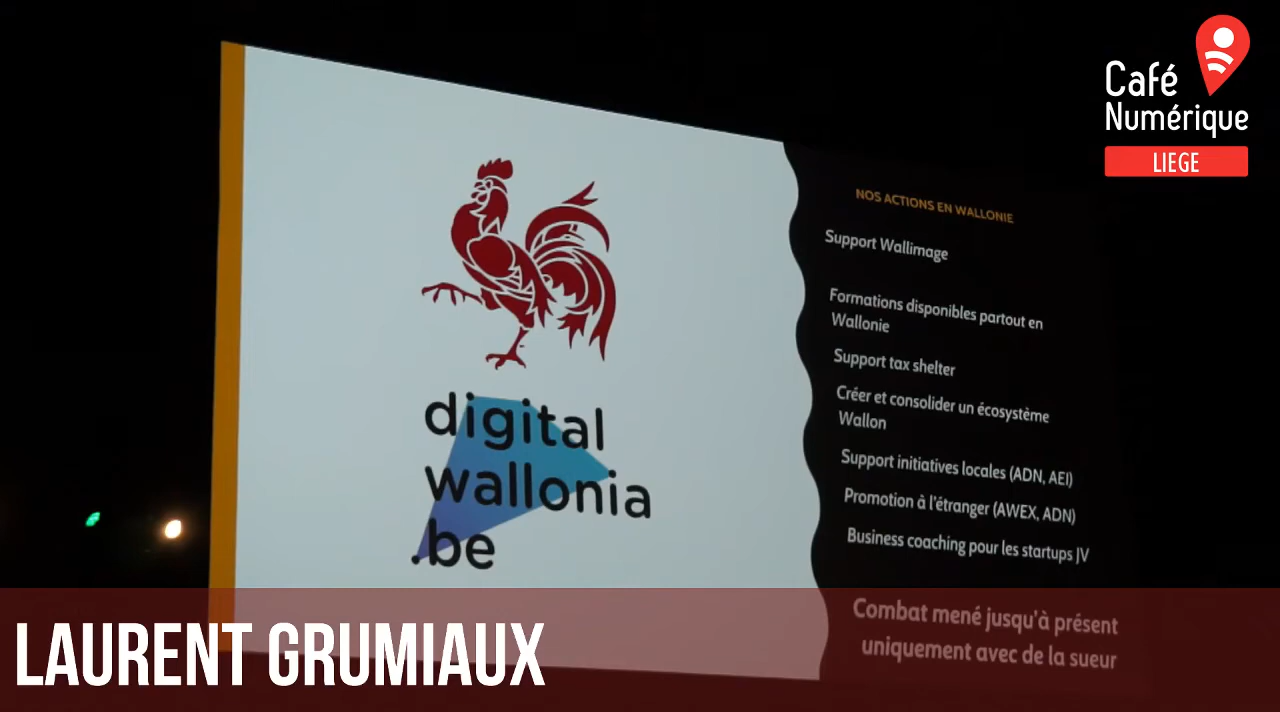 Café
Numérique
LIEGE
NOS ACTIONS EN WALLONIE
Support Wallimage
Formations disponibles partout en
Wallonie
Support tax shelter
Créer et consolider un écosystème
Wallon
Support initiatives locales (ADN, AEI)
Promotion à l'étranger (AWEX, ADN)
Business coaching pour les startups JV
Combat mené jusqu'à présent
uniquement avec de la sueur
digital
wallonia
.be
LAURENT GRUMIAUX